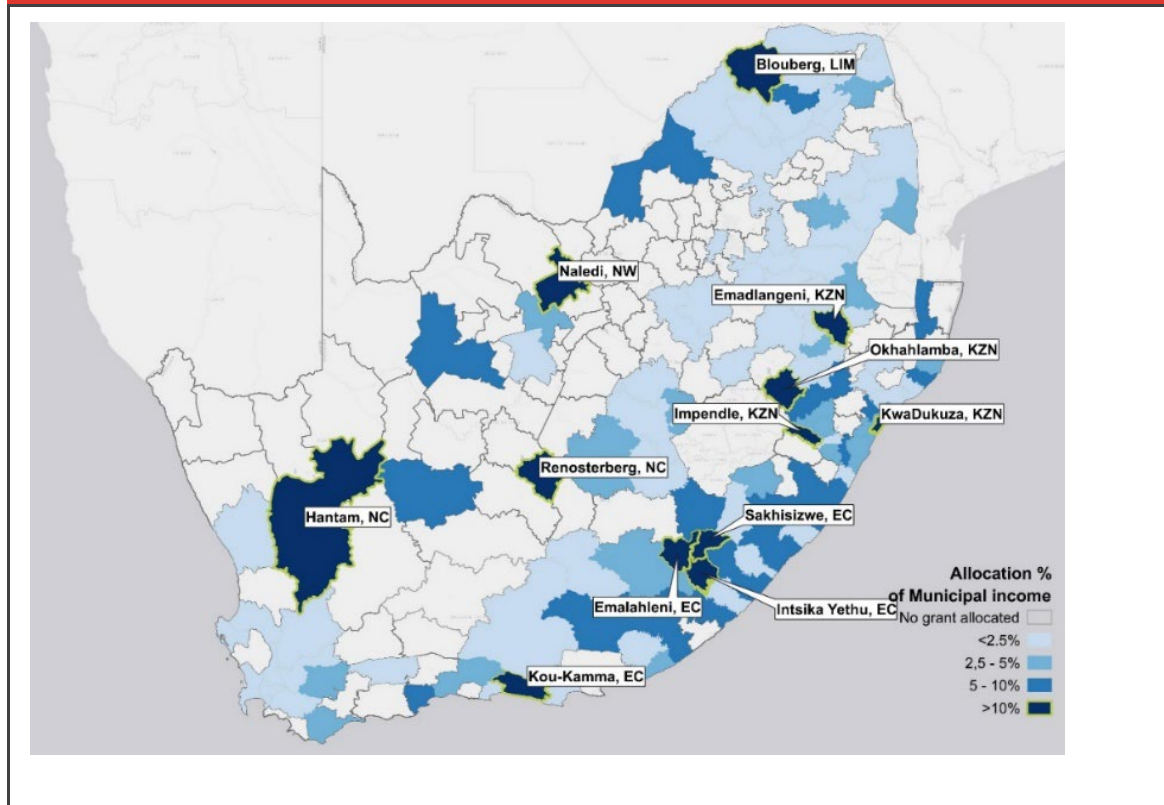 Blouberg, LIM
Naledi, NW
Emadlangeni, KZN
Okhahlamba, KZN
Impendle, KZN
KwaDukuza, KZN
Renosterberg, NC
Hantam, NC
Sakhisizwe, EC
Emalahleni, EC
Intsika Yethu, EC
Kou-Kamma, EC
Allocation %
of Municipal income
No grant allocated
<2.5%
2,5 - 5%
5 - 10%
>10%